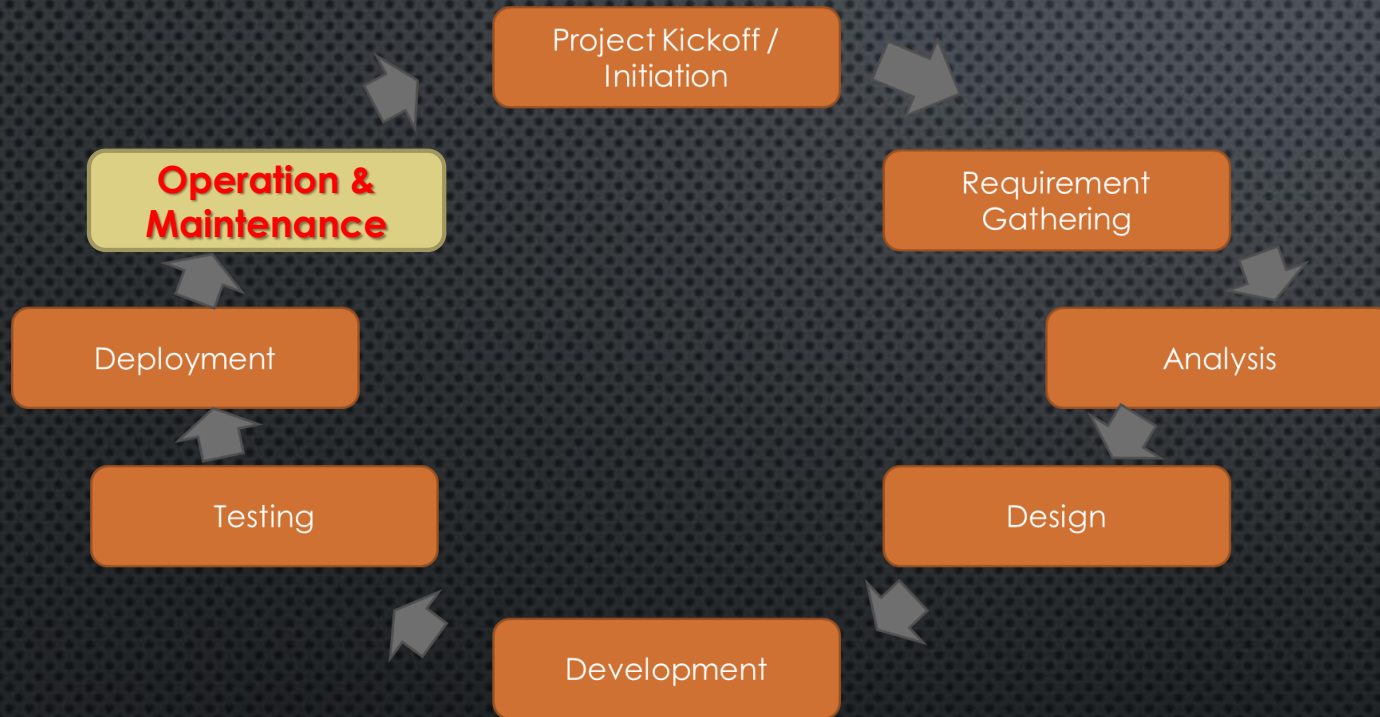 Project Kickoff /
Initiation
Operation &
Maintenance
Requirement
Gathering
Deployment
Analysis
Testing
Design
Development